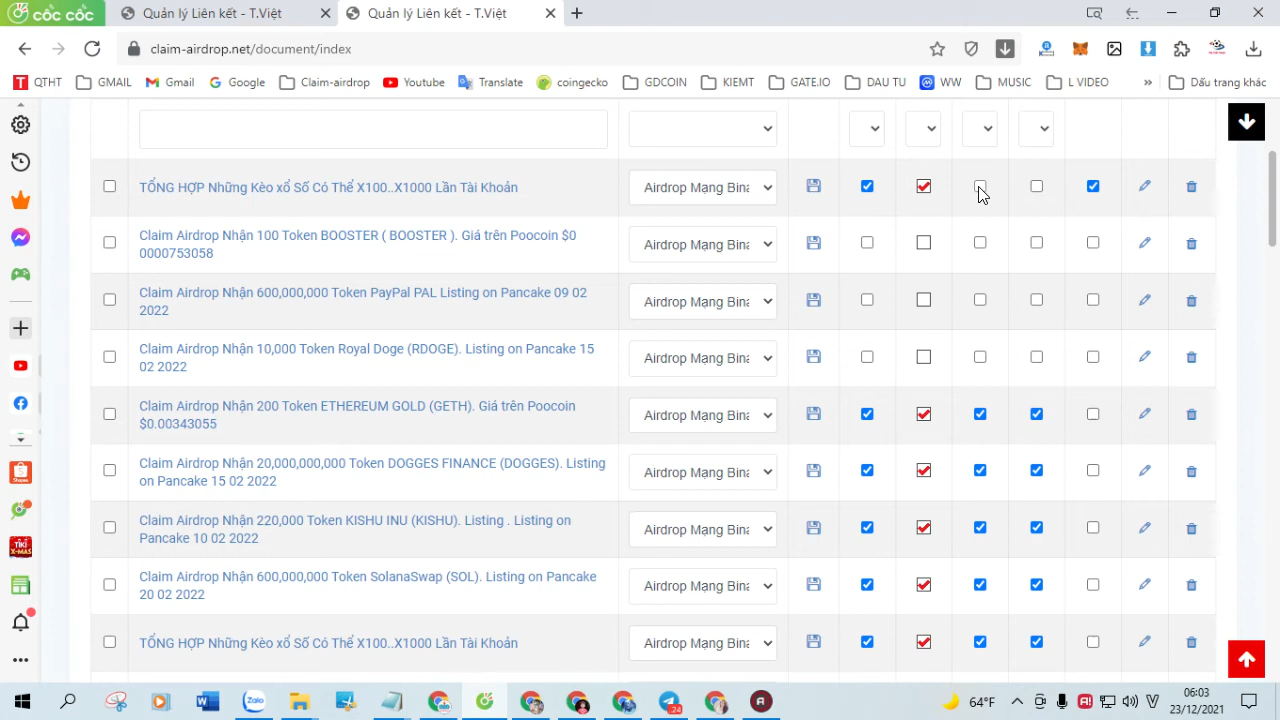 cốc cốc
Quản lý liên kết - T.Việt
Quản lý liên kết - T.Việt
claim-airdrop.net/document/index
QTHT
GMAIL
Gmail
Google
Claim-airdrop
Youtube
Translate
coingecko
GDCOIN
KIEMT
GATE.IO
DAU TU
WW
MUSIC
L VIDEO
»
Dấu trang khác
TỔNG HỢP Những Kèo xổ Số Có Thể X100..X1000 Lần Tài Khoản
Airdrop Mạng Bina
Claim Airdrop Nhận 100 Token BOOSTER ( BOOSTER ). Giá trên Poocoin $0
0000753058
Airdrop Mạng Bina
Claim Airdrop Nhận 600,000,000 Token PayPal PAL Listing on Pancake 09 02
2022
Airdrop Mạng Bina
Claim Airdrop Nhận 10,000 Token Royal Doge (RDOGE). Listing on Pancake 15
02 2022
Airdrop Mạng Bina
Claim Airdrop Nhận 200 Token ETHEREUM GOLD (GETH). Giá trên Poocoin
$0.00343055
Airdrop Mạng Bina
Claim Airdrop Nhận 20,000,000,000 Token DOGGES FINANCE (DOGGES). Listing
on Pancake 15 02 2022
Airdrop Mạng Bina
Claim Airdrop Nhận 220,000 Token KISHU INU (KISHU). Listing . Listing on
Pancake 10 02 2022
Airdrop Mạng Bina
Claim Airdrop Nhận 600,000,000 Token SolanaSwap (SOL). Listing on Pancake
20 02 2022
Airdrop Mạng Bina
TỔNG HỢP Những Kèo xổ Số Có Thể X100..X1000 Lần Tài Khoản
Airdrop Mạng Bina
64°F
06:03
23/12/2021